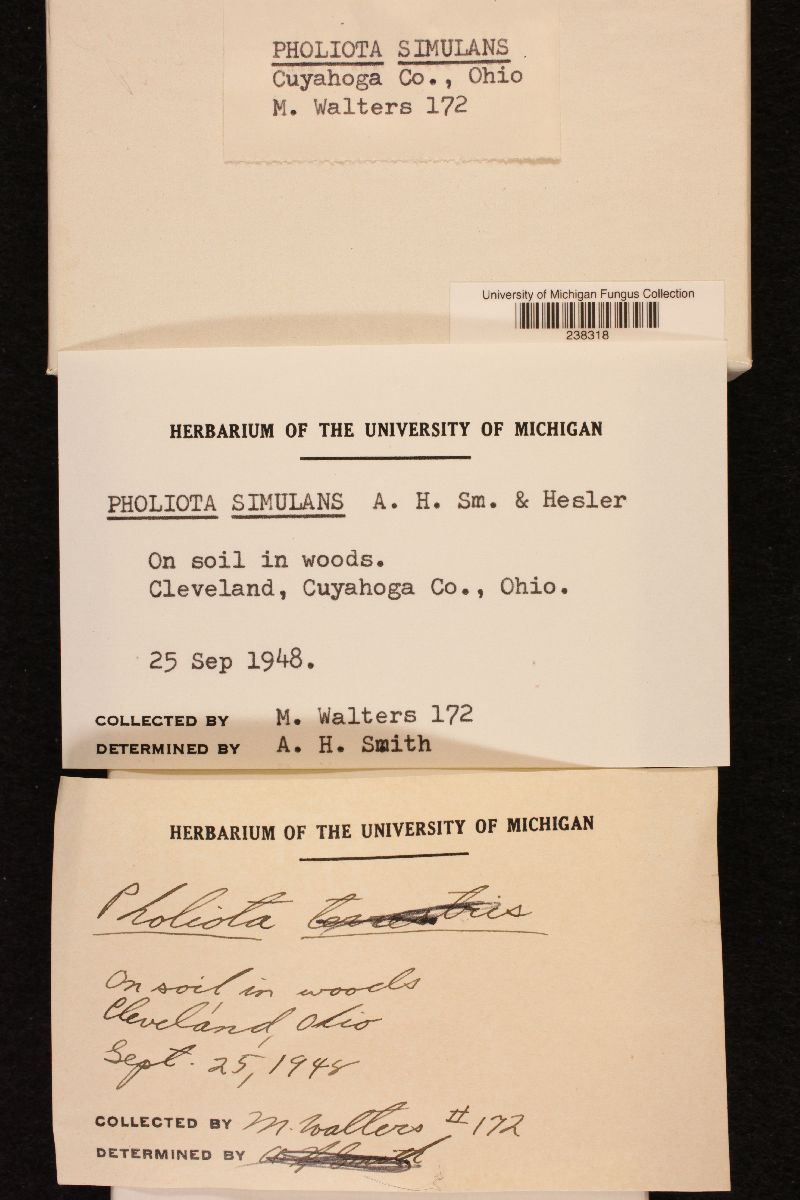 PHOLIOTA SIMULANS
Cuyahoga Co., Ohio
M. Walters 172
University of Michigan Fungus Collection
238318
HERBARIUM OF THE UNIVERSITY OF MICHIGAN
PHOLIOTA SIMULANS A. H. Sm. & Hesler
On soil in woods.
Cleveland, Cuyahoga Co., Ohio.
25 Sep 1948.
COLLECTED BY M. Walters 172
DETERMINED BY A. H. Smith
HERBARIUM OF THE UNIVERSITY OF MICHIGAN
Pholiota terrestris
On soil in woods
Cleveland, Ohio
Sept. 25, 1948
COLLECTED BY M. Walters # 172
DETERMINED BY A H Smith